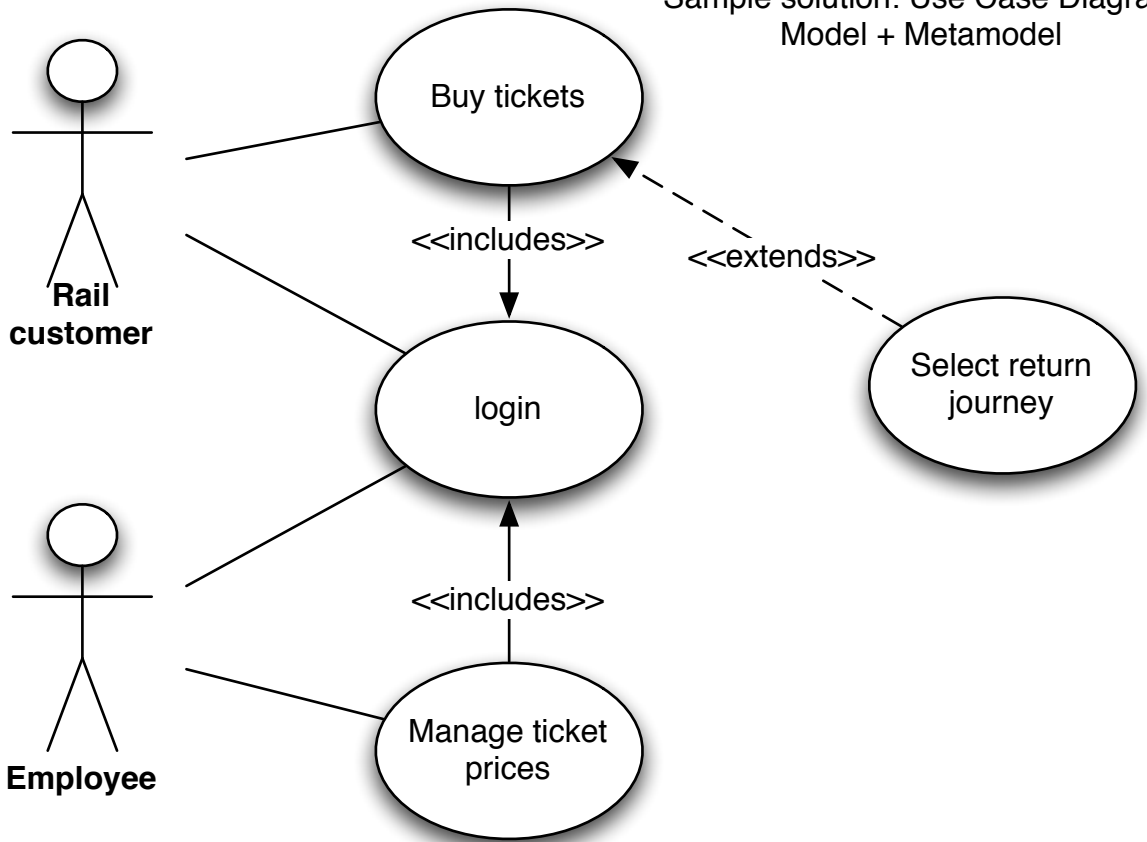 Sample solution: Use Case
Model + Metamodel
Buy tickets
<<includes>>
<<extends>>
Rail
customer
Select return
journey
login
<<includes>>
Manage ticket
prices
Employee